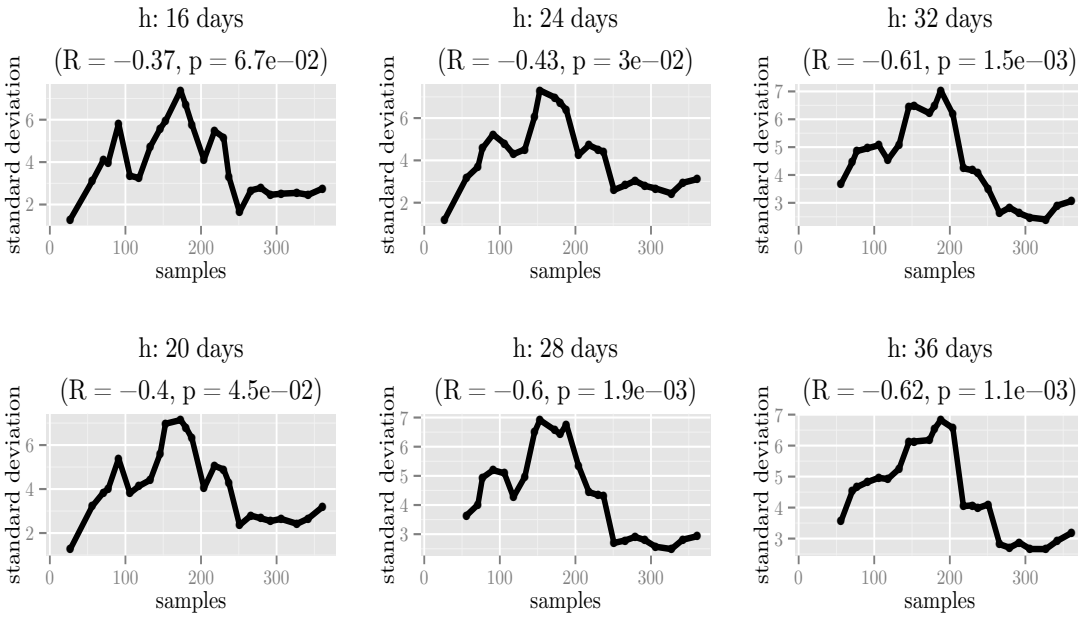 h: 16 days
(R = −0.37, p = 6.7e−02)
standard deviation
6
4
2
0
100
200
300
samples
h: 24 days
(R = −0.43, p = 3e−02)
standard deviation
6
4
2
0
100
200
300
samples
h: 32 days
(R = −0.61, p = 1.5e−03)
standard deviation
7
6
5
4
3
0
100
200
300
samples
h: 20 days
(R = −0.4, p = 4.5e−02)
standard deviation
6
4
2
0
100
200
300
samples
h: 28 days
(R = −0.6, p = 1.9e−03)
standard deviation
7
6
5
4
3
0
100
200
300
samples
h: 36 days
(R = −0.62, p = 1.1e−03)
standard deviation
7
6
5
4
3
0
100
200
300
samples